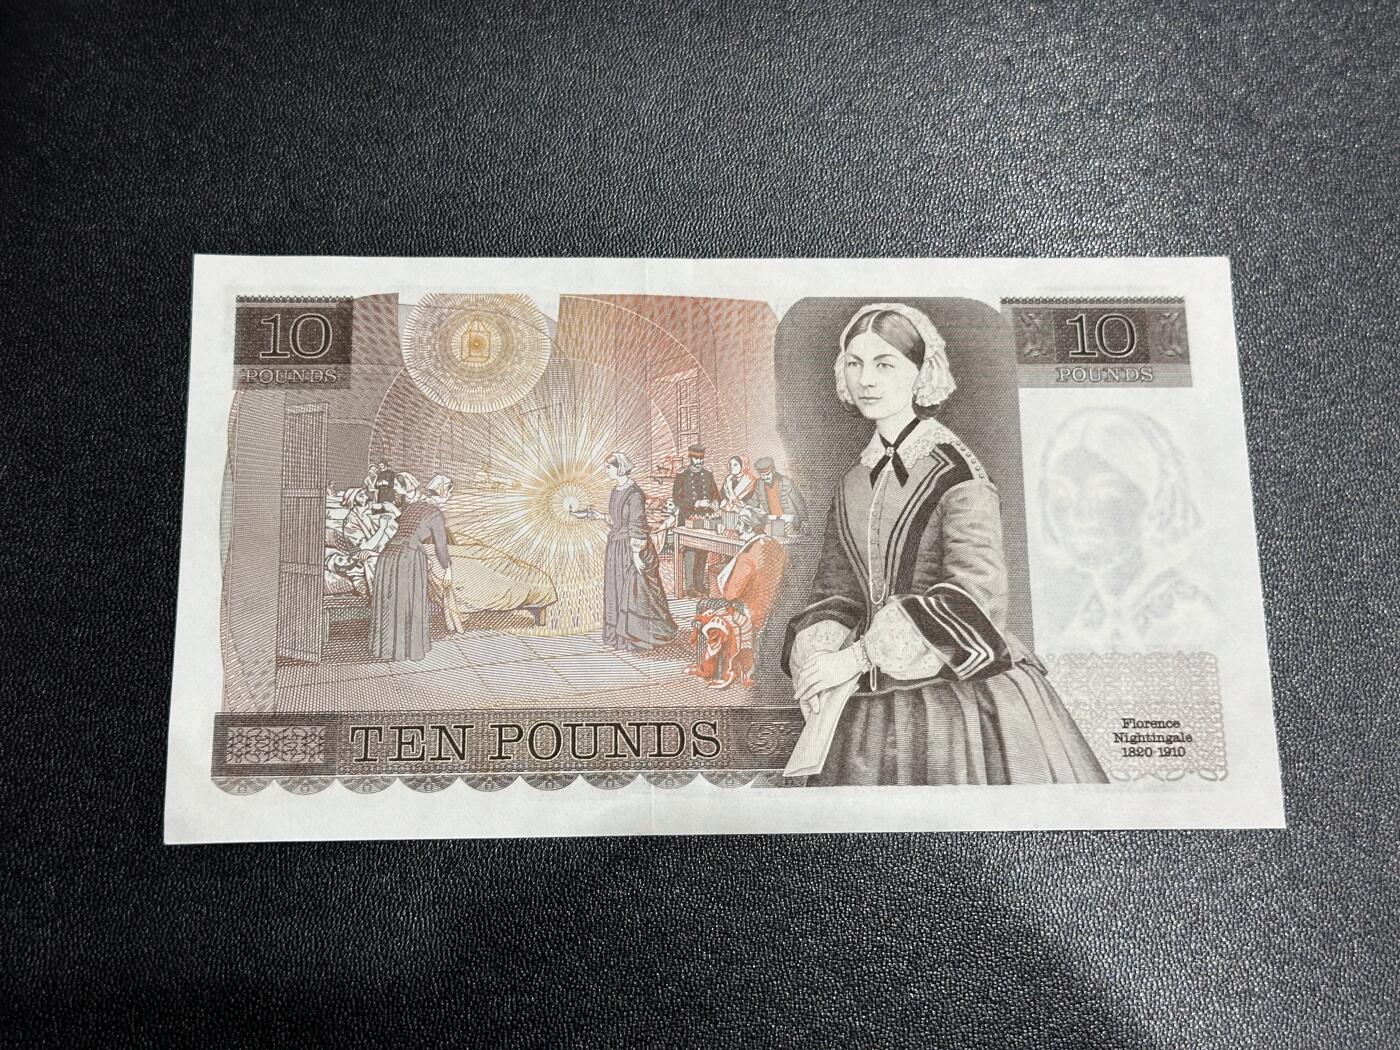 10
POUNDS
10
POUNDS
TEN POUNDS
Florence
Nightingale
1820-1910